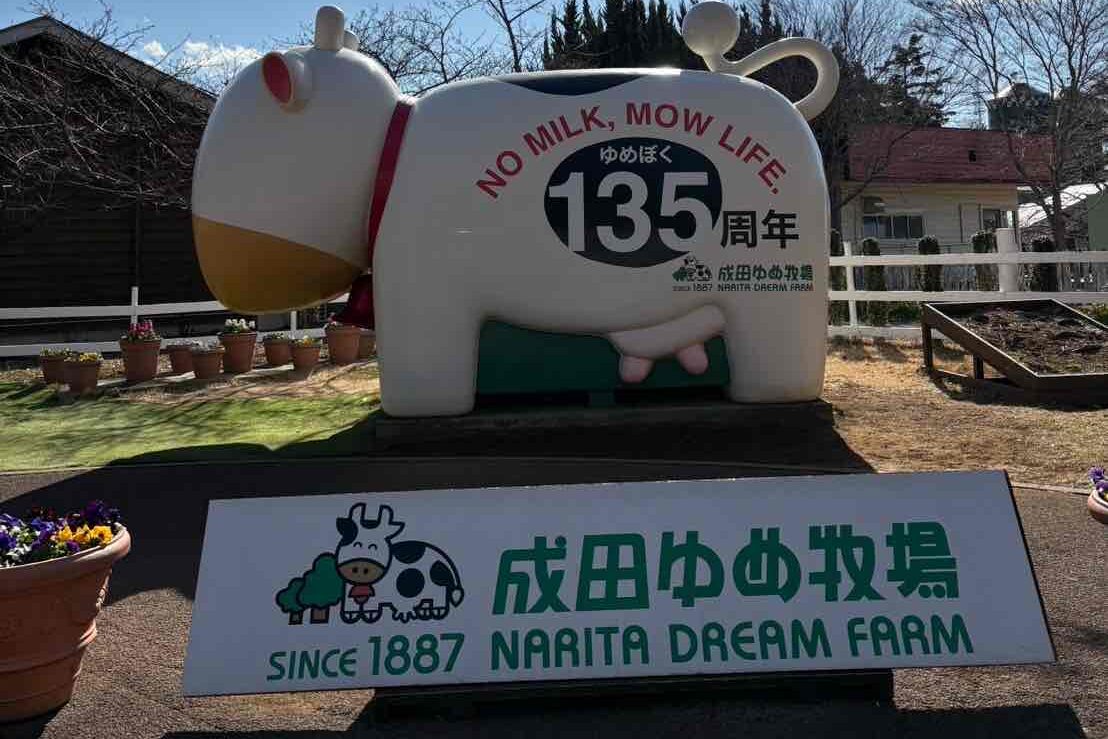 NO MILK, MOW LIFE.
ゆめぼく
135周年
成田ゆめ牧場
SINCE 1887 NARITA DREAM FARM
成田ゆめ牧場
SINCE 1887 NARITA DREAM FARM